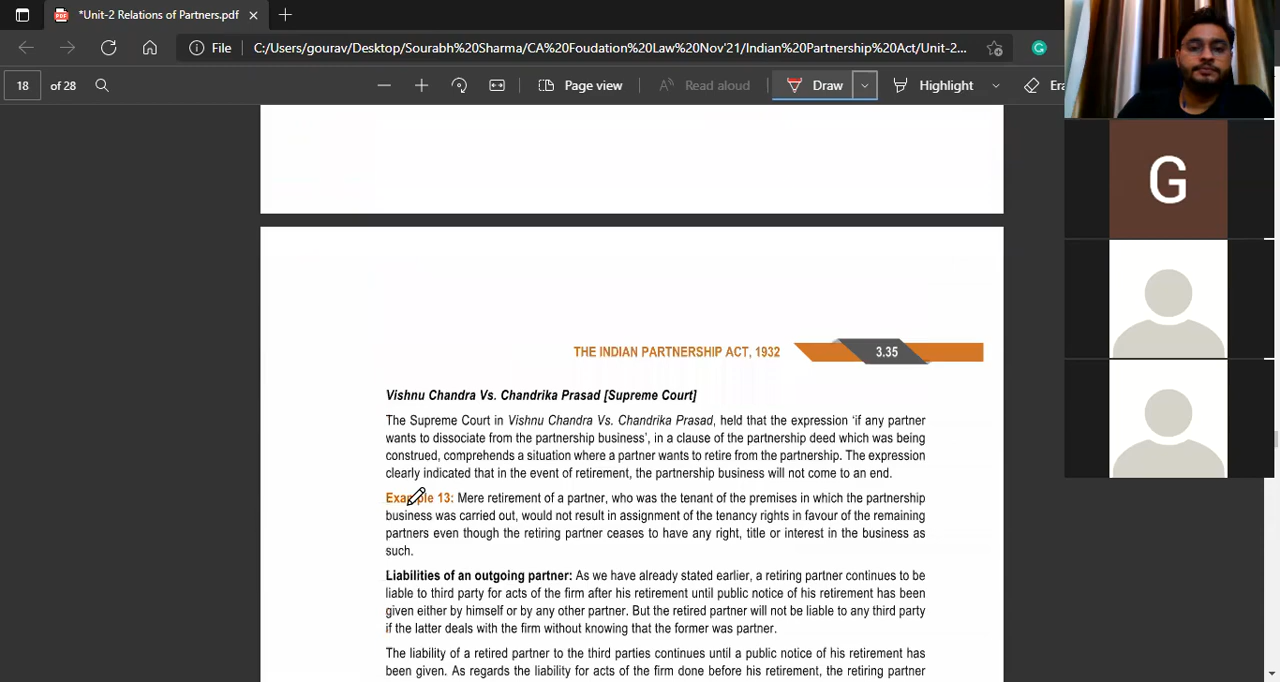 *Unit-2 Relations of Partners.pdf
File C:/Users/gourav/Desktop/Sourabh%20Sharma/CA%20Foudation%20Law%20Nov'21/Indian%20Partnership%20Act/Unit-2...
18 of 28 Page view Read aloud Draw Highlight Era
G
THE INDIAN PARTNERSHIP ACT, 1932 3.35
Vishnu Chandra Vs. Chandrika Prasad [Supreme Court]
The Supreme Court in Vishnu Chandra Vs. Chandrika Prasad, held that the expression ‘if any partner
wants to dissociate from the partnership business’, in a clause of the partnership deed which was being
construed, comprehends a situation where a partner wants to retire from the partnership. The expression
clearly indicated that in the event of retirement, the partnership business will not come to an end.
Example 13: Mere retirement of a partner, who was the tenant of the premises in which the partnership
business was carried out, would not result in assignment of the tenancy rights in favour of the remaining
partners even though the retiring partner ceases to have any right, title or interest in the business as
such.
Liabilities of an outgoing partner: As we have already stated earlier, a retiring partner continues to be
liable to third party for acts of the firm after his retirement until public notice of his retirement has been
given either by himself or by any other partner. But the retired partner will not be liable to any third party
if the latter deals with the firm without knowing that the former was partner.
The liability of a retired partner to the third parties continues until a public notice of his retirement has
been given. As regards the liability for acts of the firm done before his retirement, the retiring partner